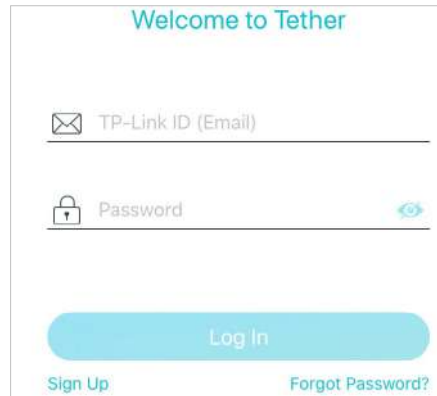 Welcome to Tether
TP-Link ID (Email)
Password
Log In
Sign Up Forgot Password?